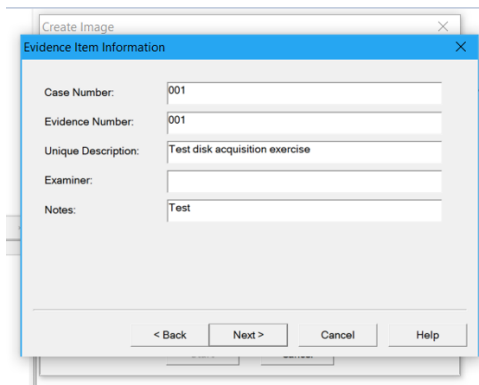 Create Image
Evidence Item Information
Case Number: 001
Evidence Number: 001
Unique Description: Test disk acquisition exercise
Examiner:
Notes: Test
< Back Next > Cancel Help